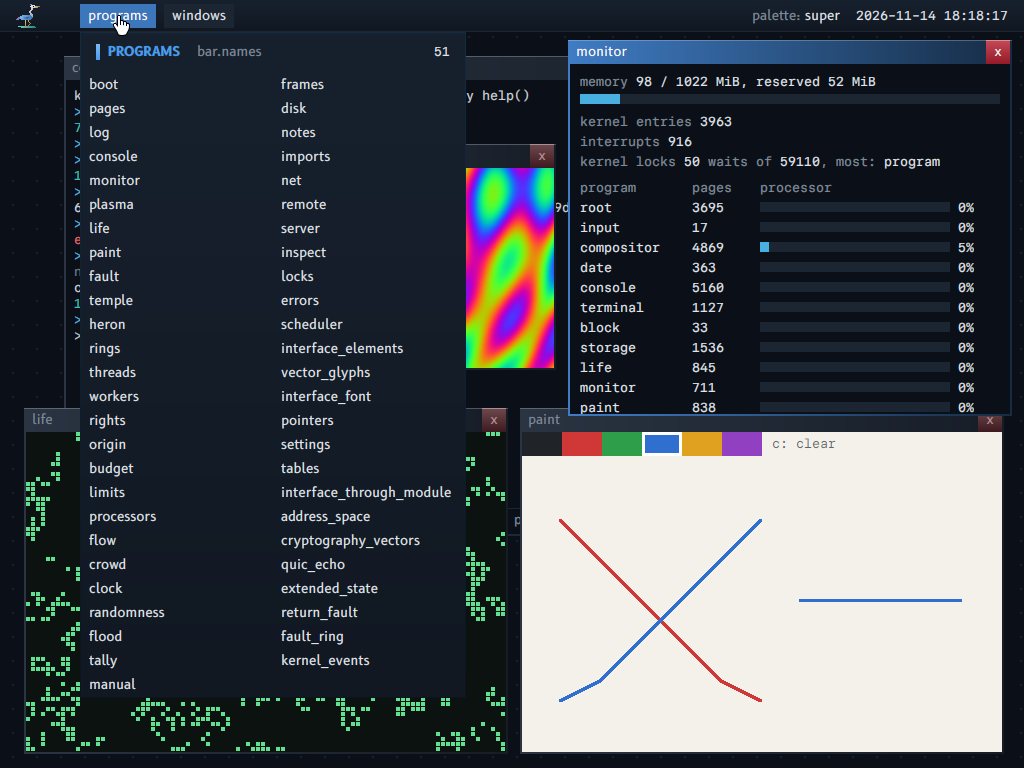 programs windows palette: super 2026-11-14 18:18:17
PROGRAMS bar.names 51
boot frames
pages disk
log notes
console imports
monitor net
plasma remote
life server
paint inspect
fault locks
temple errors
heron scheduler
rings interface_elements
threads vector_glyphs
workers interface_font
rights pointers
origin settings
budget tables
limits interface_through_module
processors address_space
flow cryptography_vectors
crowd quic_echo
clock extended_state
randomness return_fault
flood fault_ring
tally kernel_events
manual
y help()
x
9d
monitor x
memory 98 / 1022 MiB, reserved 52 MiB
kernel entries 3963
interrupts 916
kernel locks 50 waits of 59110, most: program
program pages processor
root 3695 0%
input 17 0%
compositor 4869 5%
date 363 0%
console 5160 0%
terminal 1127 0%
block 33 0%
storage 1536 0%
life 845 0%
monitor 711 0%
paint 838 0%
life x
paint x
c: clear